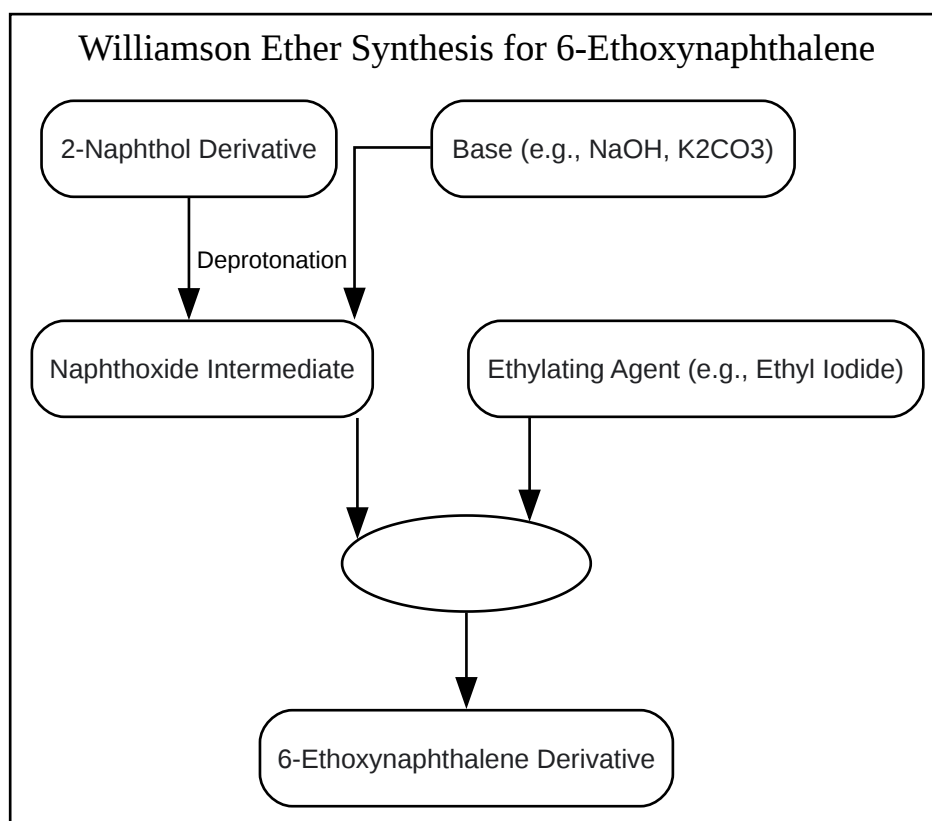 Williamson Ether Synthesis for 6-Ethoxynaphthalene
2-Naphthol Derivative
Base (e.g., NaOH, K2CO3)
Deprotonation
Naphthoxide Intermediate
Ethylating Agent (e.g., Ethyl Iodide)
6-Ethoxynaphthalene Derivative